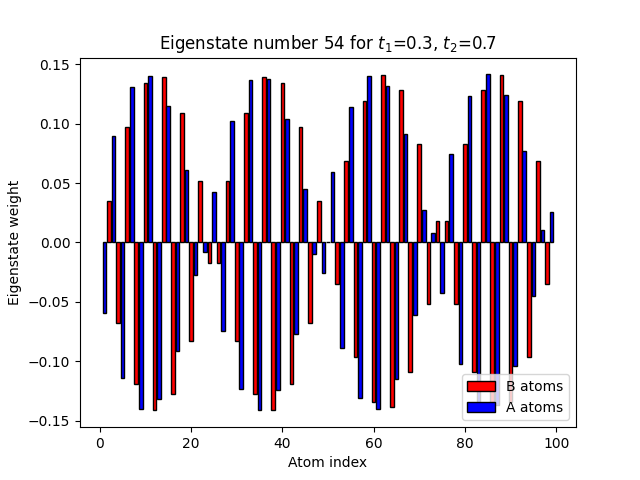 Eigenstate number 54 for t₁=0.3, t₂=0.7
Eigenstate weight
0.15
0.10
0.05
0.00
−0.05
−0.10
−0.15
0 20 40 60 80 100
Atom index
B atoms
A atoms